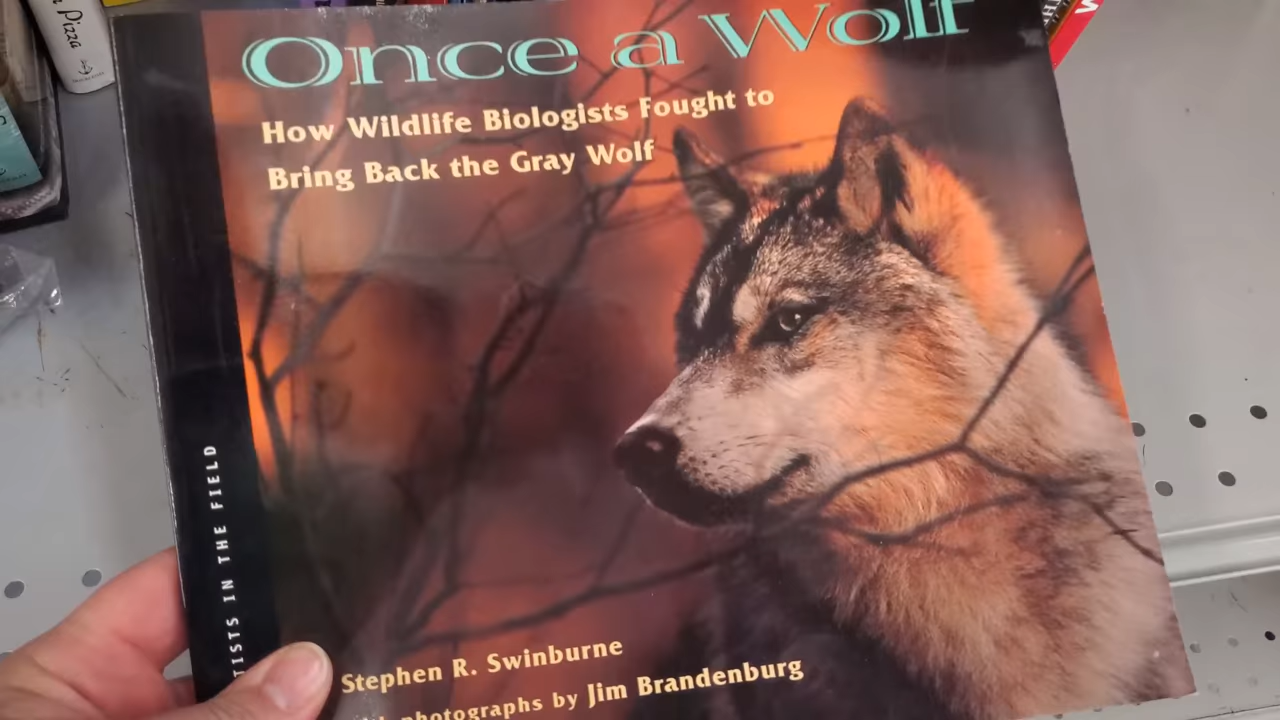 Once a Wolf
How Wildlife Biologists Fought to
Bring Back the Gray Wolf
TISTS IN THE FIELD
Stephen R. Swinburne
photographs by Jim Brandenburg
Pizza